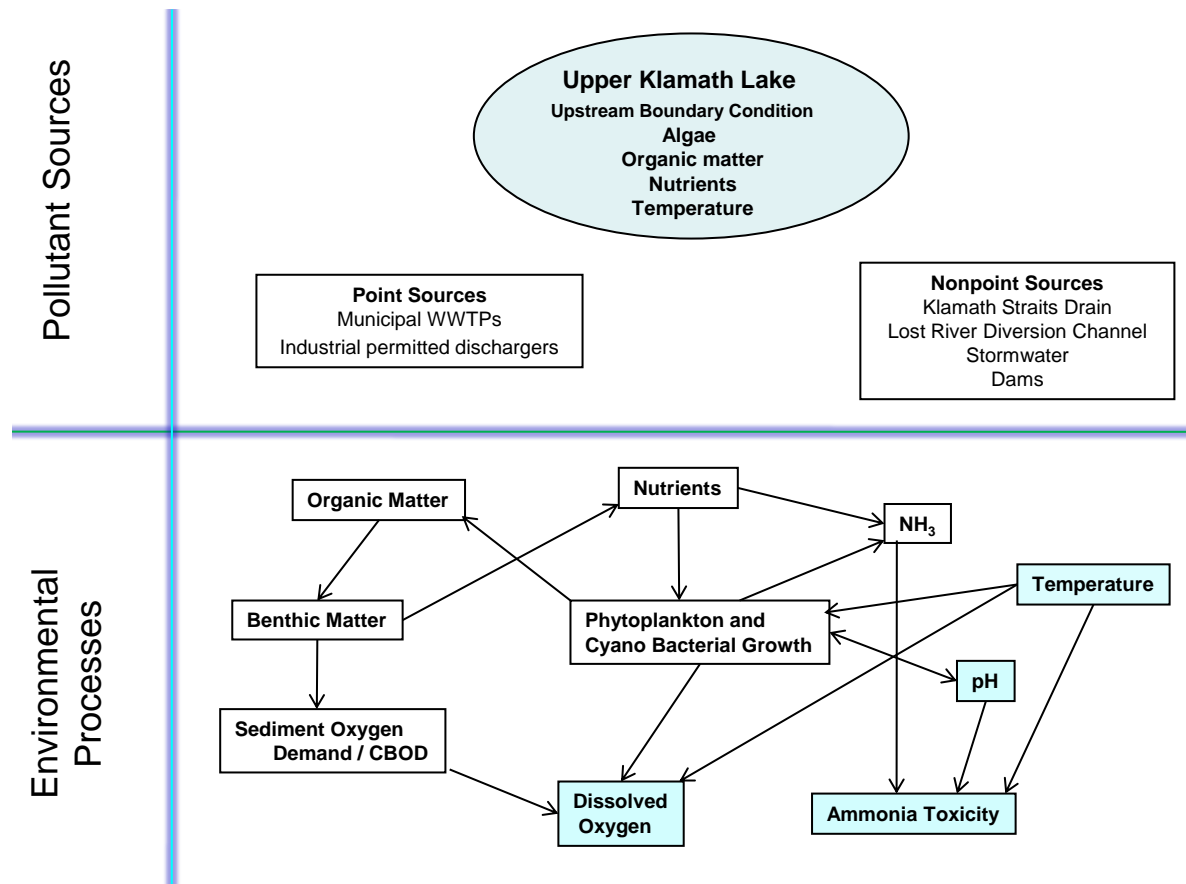 Pollutant Sources
Upper Klamath Lake
Upstream Boundary Condition
Algae
Organic matter
Nutrients
Temperature
Point Sources
Municipal WWTPs
Industrial permitted dischargers
Nonpoint Sources
Klamath Straits Drain
Lost River Diversion Channel
Stormwater
Dams
Environmental
Processes
Organic Matter
Nutrients
NH₃
Temperature
Benthic Matter
Phytoplankton and
Cyano Bacterial Growth
pH
Sediment Oxygen
Demand / CBOD
Dissolved
Oxygen
Ammonia Toxicity